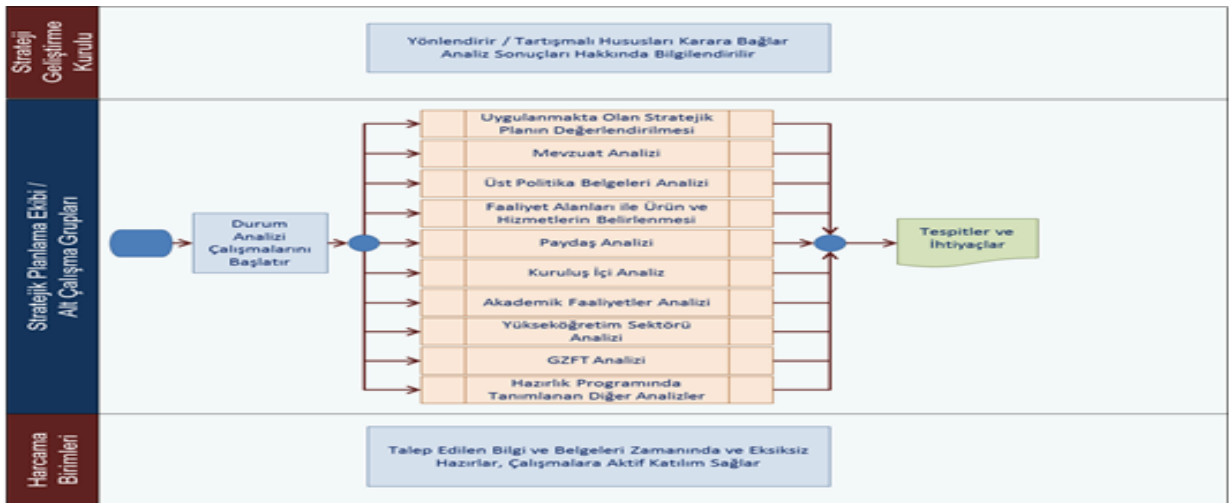 Strateji
Geliştirme
Kurulu
Yönlendirir / Tartışmalı Hususları Karara Bağlar
Analiz Sonuçları Hakkında Bilgilendirilir
Stratejik Planlama Ekibi /
Alt Çalışma Grupları
Durum
Analizi
Çalışmalarını
Başlatır
Uygulanmakta Olan Stratejik
Planın Değerlendirilmesi
Mevzuat Analizi
Üst Politika Belgeleri Analizi
Faaliyet Alanları ile Ürün ve
Hizmetlerin Belirlenmesi
Paydaş Analizi
Kuruluş İçi Analiz
Akademik Faaliyetler Analizi
Yükseköğretim Sektörü
Analizi
GZFT Analizi
Hazırlık Programında
Tanımlanan Diğer Analizler
Tespitler ve
İhtiyaçlar
Harcama
Birimleri
Talep Edilen Bilgi ve Belgeleri Zamanında ve Eksiksiz
Hazırlar, Çalışmalara Aktif Katılım Sağlar